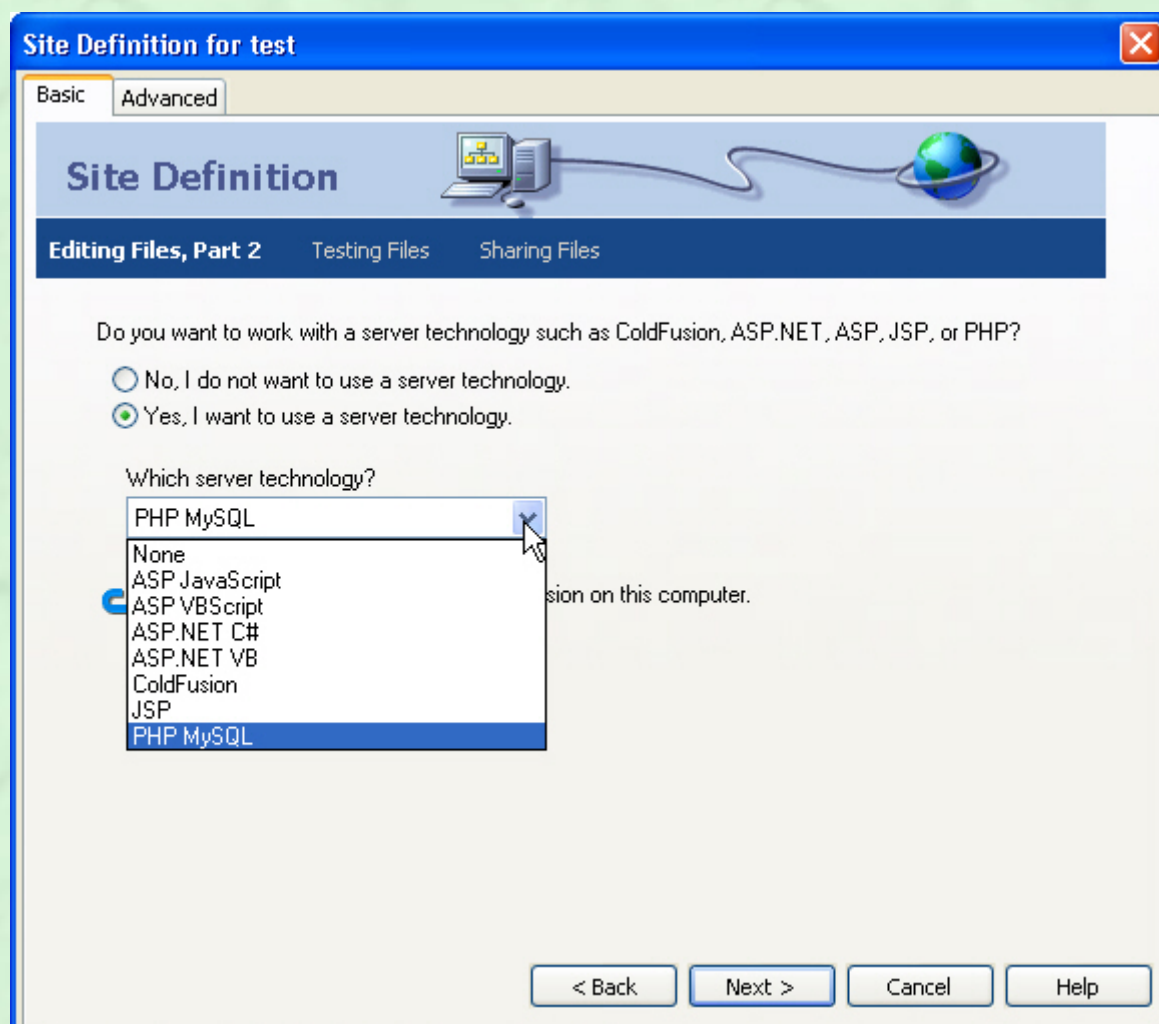 Site Definition for test
Basic Advanced
Site Definition
Editing Files, Part 2 Testing Files Sharing Files
Do you want to work with a server technology such as ColdFusion, ASP.NET, ASP, JSP, or PHP?
No, I do not want to use a server technology.
Yes, I want to use a server technology.
Which server technology?
PHP MySQL
None
ASP JavaScript
sion on this computer.
ASP VBScript
ASP.NET C#
ASP.NET VB
ColdFusion
JSP
PHP MySQL
< Back Next > Cancel Help